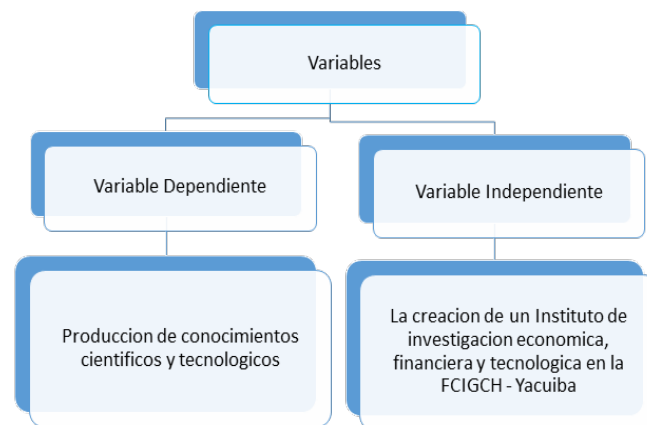 Variables
Variable Dependiente
Variable Independiente
Produccion de conocimientos
cientificos y tecnologicos
La creacion de un Instituto de
investigacion economica,
financiera y tecnologica en la
FCIGCH - Yacuiba